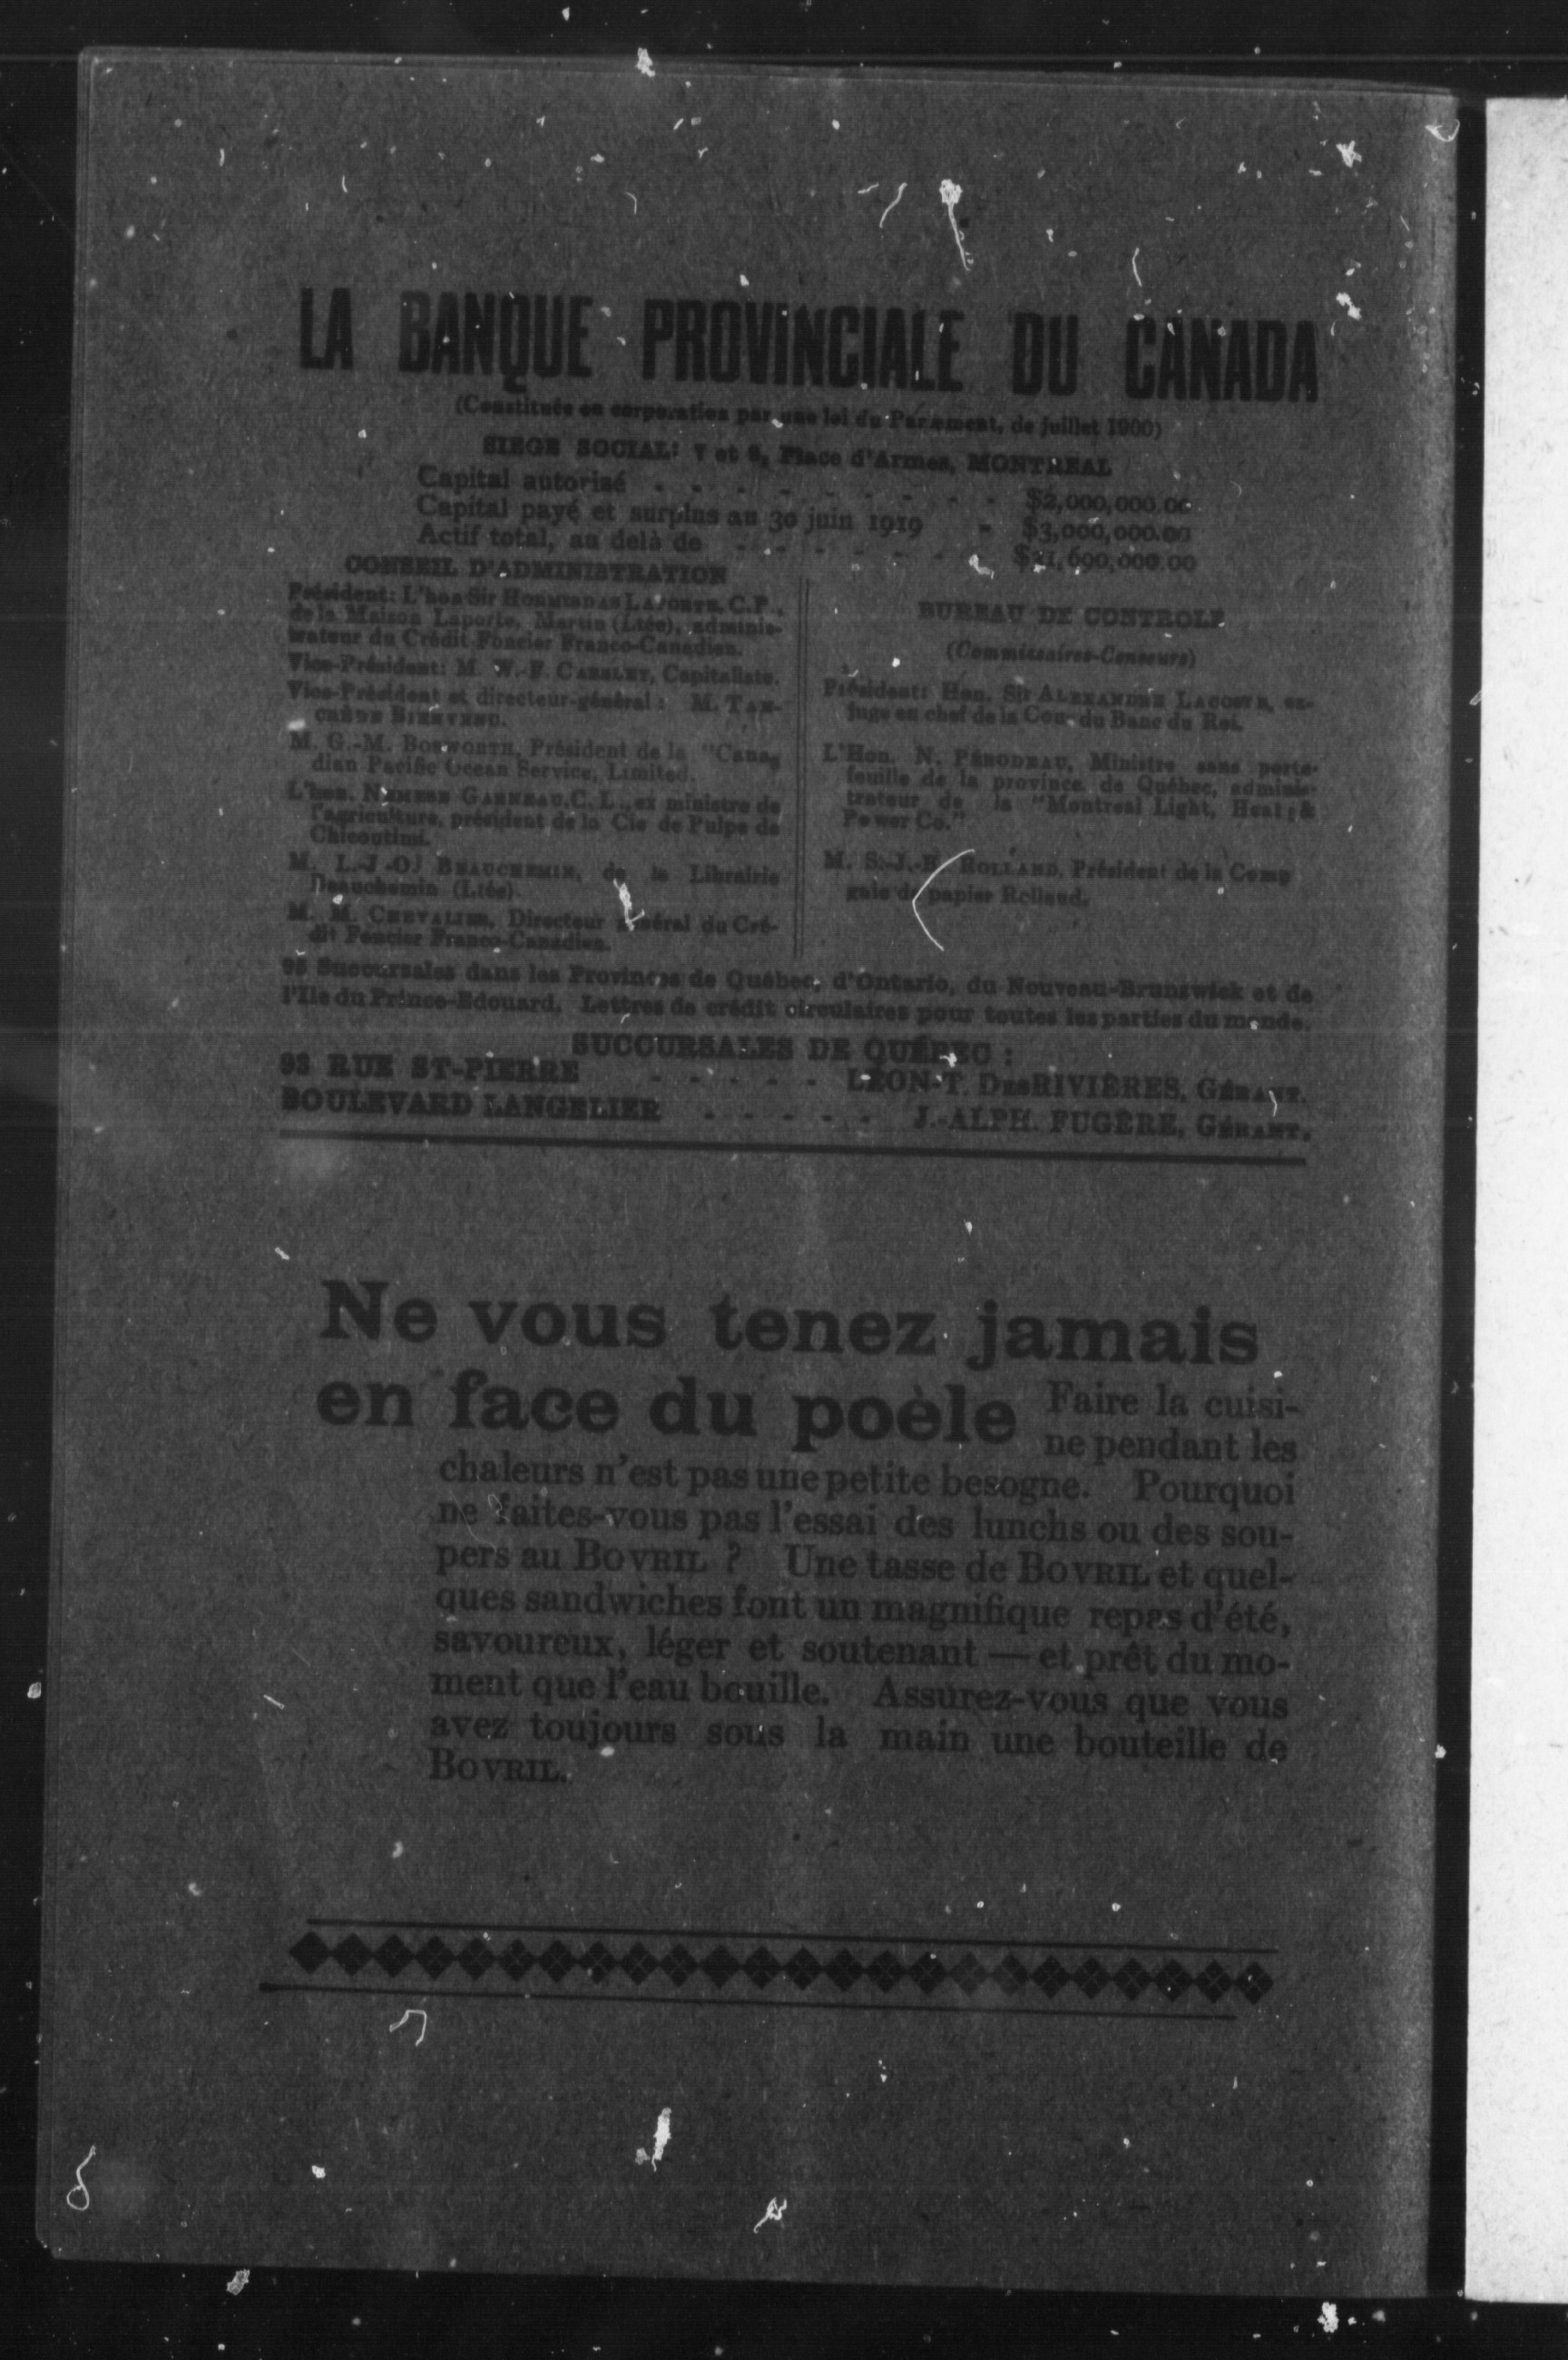 LA BANQUE PROVINCIALE DU CANADA
(Constituée en corporation par une loi du Parlement, de juillet 1900)
SIEGE SOCIAL: 7 et 9, Place d'Armes, MONTREAL
Capital autorisé - - - - - - - - - $2,000,000.00
Capital payé et surplus au 30 juin 1919 - $3,000,000.00
Actif total, au delà de - - - - - - - $21,600,000.00
CONSEIL D'ADMINISTRATION
Président: L'hon Sir HORMISDAS LAPORTE, C.P.,
de la Maison Laporte, Martin (Ltée), adminis-
trateur du Crédit Foncier Franco-Canadien.
Vice-Président: M. W.-F. CARSLEY, Capitaliste.
Vice-Président et directeur-général: M. TAN-
CRÈDE BIENVENU.
M. G.-M. BOSWORTH, Président de la "Cana
dian Pacific Ocean Service, Limited.
L'hon. NEMESE GARNEAU, C. L., ex ministre de
l'agriculture, président de la Cie de Pulpe de
Chicoutimi.
M. L.-J.-O. BEAUCHEMIN, de la Librairie
Beauchemin (Ltée)
M. M. CHEVALIER, Directeur général du Cré-
dit Foncier Franco-Canadien.
BUREAU DE CONTROLE
(Commissaires-Censeurs)
Président: Hon. Sir ALEXANDRE LACOSTE, ex-
juge en chef de la Cour du Banc du Roi.
L'Hon. N. PÉRODEAU, Ministre sans porte-
feuille de la province de Québec, adminis-
trateur de la "Montreal Light, Heat &
Power Co."
M. S.-J.-B. ROLLAND, Président de la Comp
gnie de papier Rolland.
95 Succursales dans les Provinces de Québec, d'Ontario, du Nouveau-Brunswick et de
l'Ile du Prince-Edouard. Lettres de crédit circulaires pour toutes les parties du monde.
SUCCURSALES DE QUÉBEC :
93 RUE ST-PIERRE - - - - - LÉON-T. DESRIVIÈRES, GÉRANT.
BOULEVARD LANGELIER - - - - - J.-ALPH. FUGÈRE, GÉRANT.
Ne vous tenez jamais
en face du poèle Faire la cuisi-
ne pendant les
chaleurs n'est pas une petite besogne. Pourquoi
ne faites-vous pas l'essai des lunchs ou des sou-
pers au BOVRIL ? Une tasse de BOVRIL et quel-
ques sandwiches font un magnifique repas d'été,
savoureux, léger et soutenant — et prêt du mo-
ment que l'eau bouille. Assurez-vous que vous
avez toujours sous la main une bouteille de
BOVRIL.